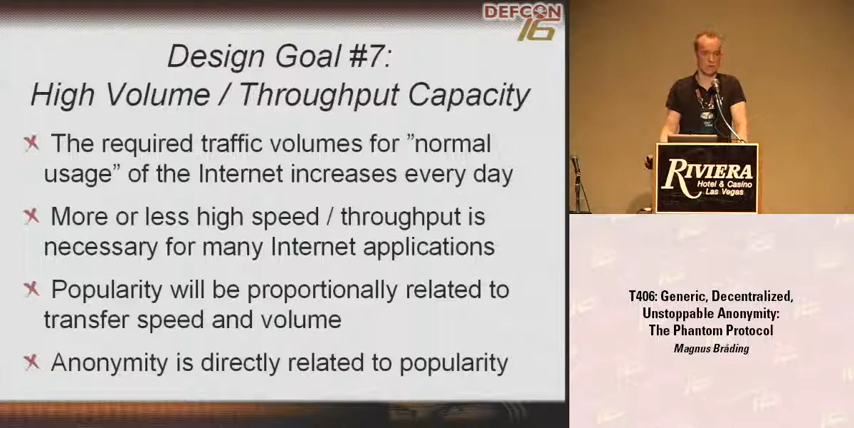 DEFCON
16
Design Goal #7:
High Volume / Throughput Capacity
The required traffic volumes for ”normal
usage” of the Internet increases every day
More or less high speed / throughput is
necessary for many Internet applications
Popularity will be proportionally related to
transfer speed and volume
Anonymity is directly related to popularity
RIVIERA
Hotel & Casino
Las Vegas
T406: Generic, Decentralized,
Unstoppable Anonymity:
The Phantom Protocol
Magnus Bråding